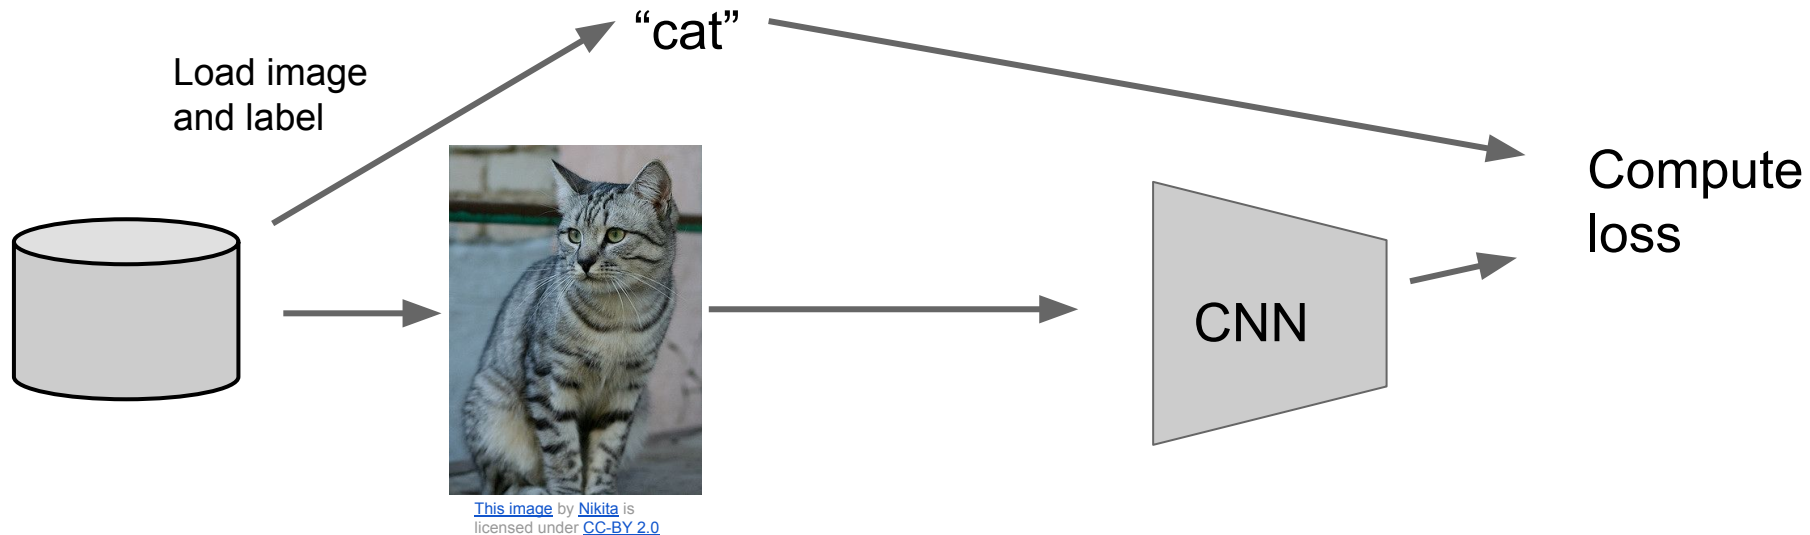 “cat”
Load image
and label
Compute
loss
CNN
This image by Nikita is
licensed under CC-BY 2.0